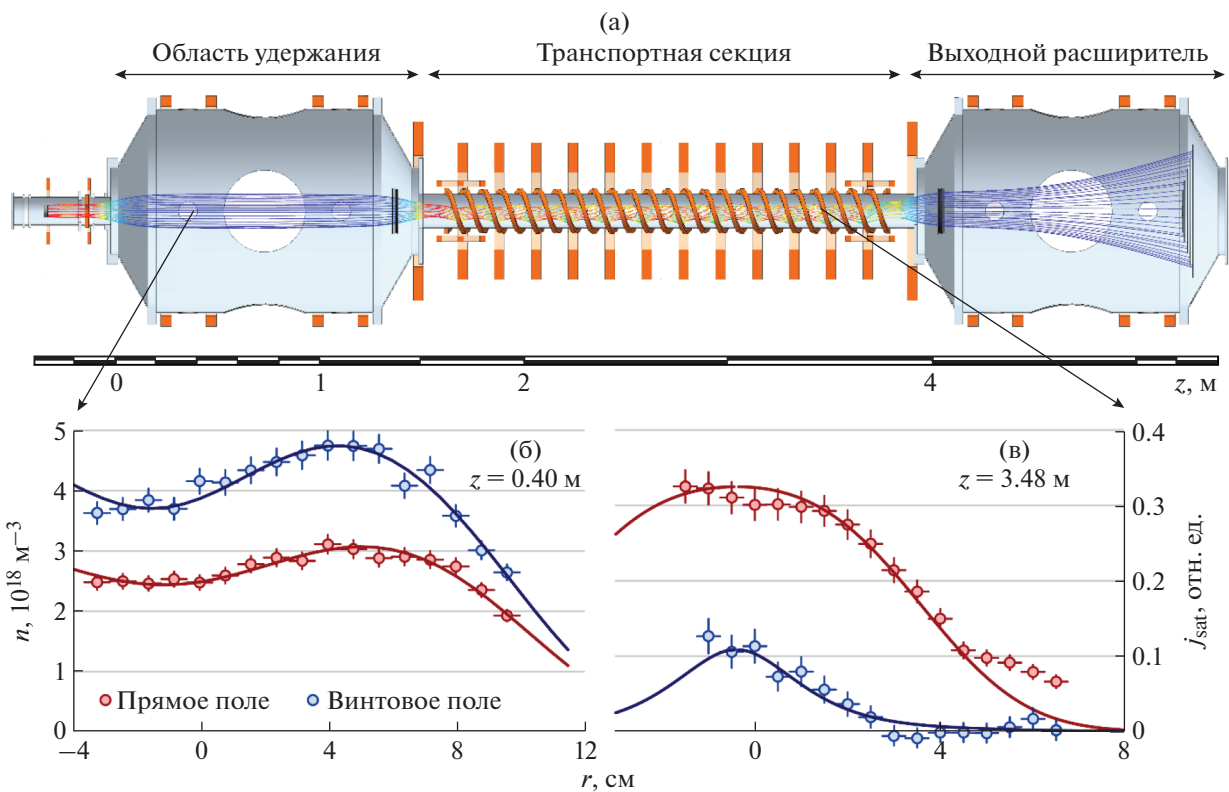 (а)
Область удержания
Транспортная секция
Выходной расширитель
0
1
2
4
z, м
5
4
3
2
1
0
n, 10^18 м^−3
(б)
z = 0.40 м
Прямое поле
Винтовое поле
−4
0
4
8
12
(в)
z = 3.48 м
0.4
0.3
0.2
0.1
0
j_sat, отн. ед.
0
4
8
r, см